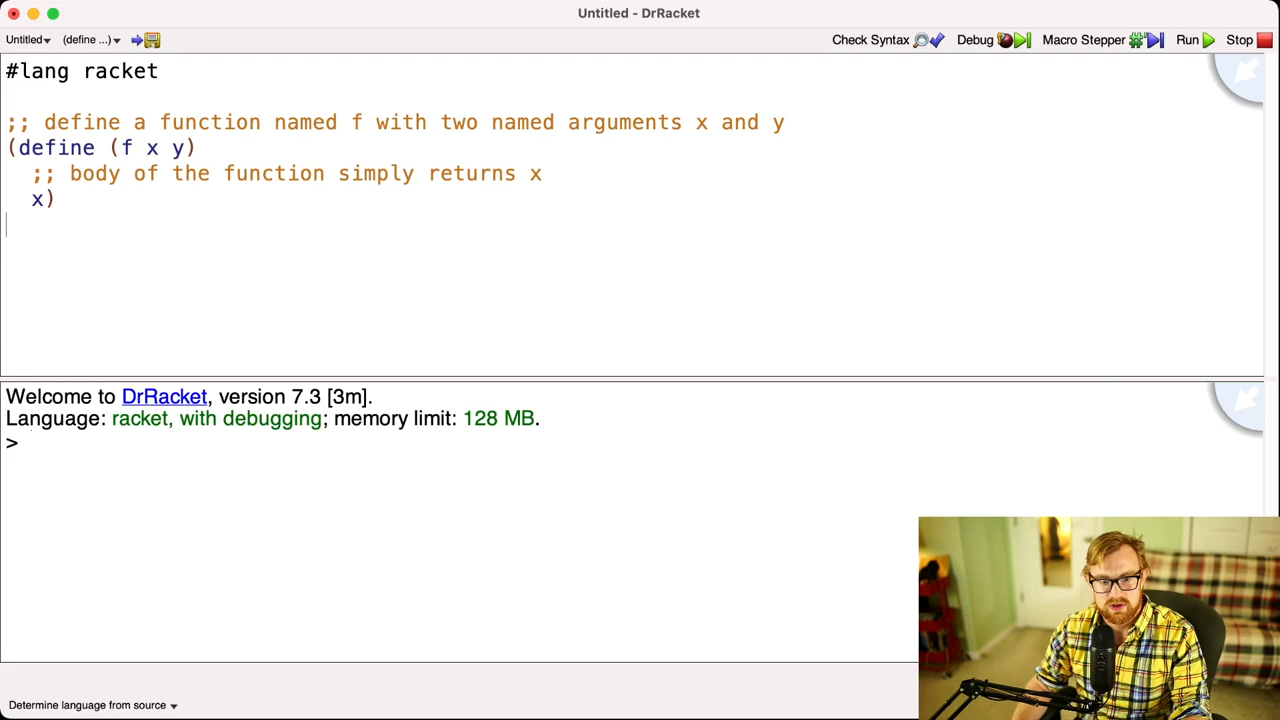 Untitled - DrRacket
Untitled (define ...) Check Syntax Debug Macro Stepper Run Stop
#lang racket
;; define a function named f with two named arguments x and y
(define (f x y)
;; body of the function simply returns x
x)
Welcome to DrRacket, version 7.3 [3m].
Language: racket, with debugging; memory limit: 128 MB.
>
Determine language from source